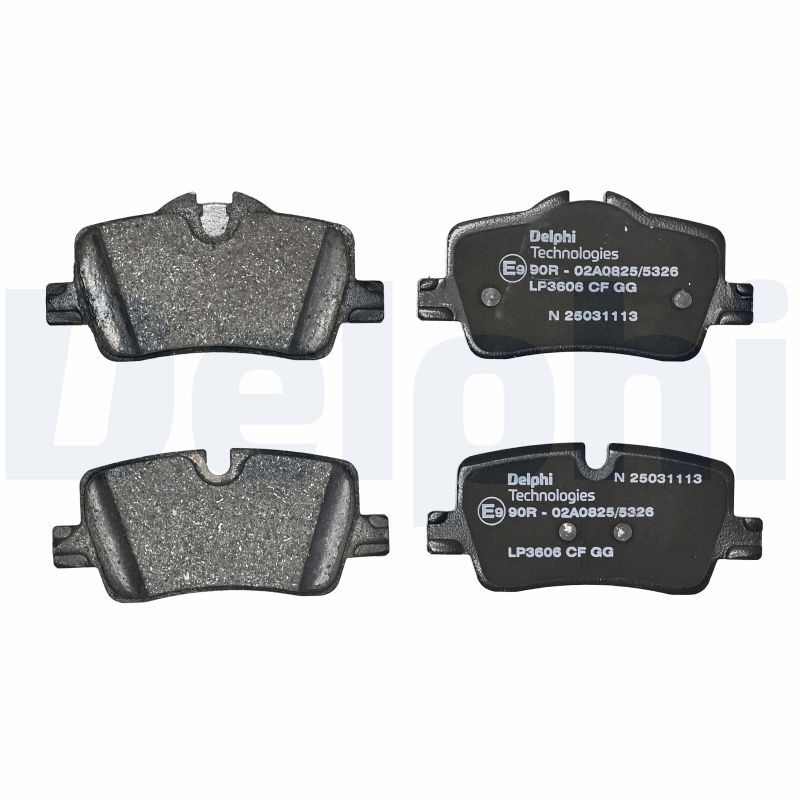 Delphi
Technologies
E9 90R - 02A0825/5326
LP3606 CF GG
N 25031113
N 25031113
Delphi
Technologies
E9 90R - 02A0825/5326
LP3606 CF GG
Delphi